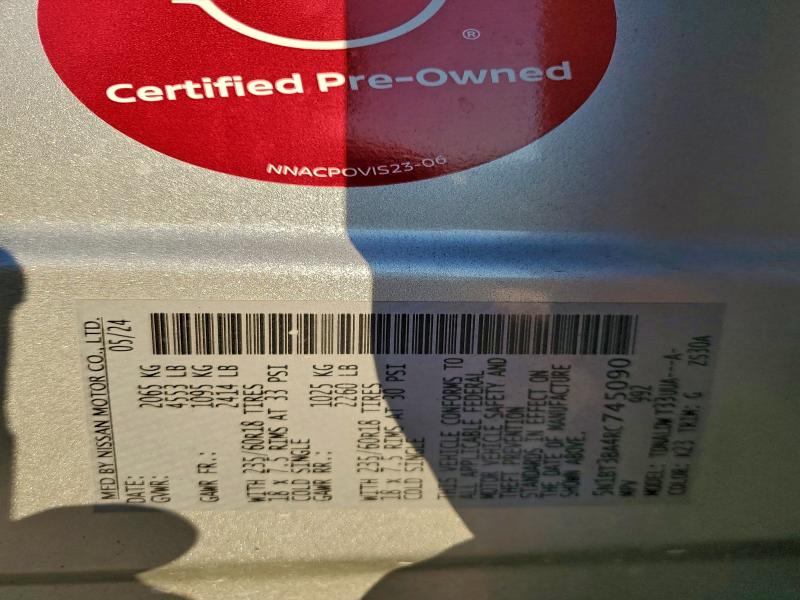 ®
Certified Pre-Owned
NNACPOVIS23-06
MFD BY NISSAN MOTOR CO., LTD.
DATE: 05/24
GVWR: 2065 KG
4553 LB
GAWR FR.: 1095 KG
2414 LB
WITH 235/60R18 TIRES
18 x 7.5 RIMS AT 33 PSI
COLD SINGLE
GAWR RR.: 1025 KG
2260 LB
WITH 235/60R18 TIRES
18 x 7.5 RIMS AT 30 PSI
COLD SINGLE
THIS VEHICLE CONFORMS TO
ALL APPLICABLE FEDERAL
MOTOR VEHICLE SAFETY AND
THEFT PREVENTION
STANDARDS IN EFFECT ON
THE DATE OF MANUFACTURE
SHOWN ABOVE.
5N1BT3BA4RC745090
MPV 992
MODEL:
COLOR: K23 TRIM: G ZS30A